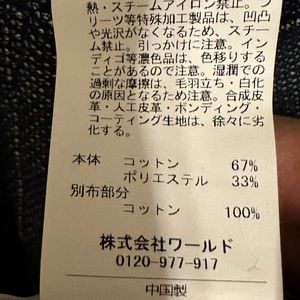 熱・スチームアイロン禁止。プ
リーツ等特殊加工製品は、凹凸
や光沢がなくなるため、スチー
ム禁止。引っかけに注意。イン
ディゴ等濃色品は、色移りする
ことがあるため注意。湿潤での
過剰な摩擦は、毛羽立ち・白化
の原因となるため注意。合成皮
革・人工皮革・ボンディング・
コーティング生地は、徐々に劣
化する。
本体 コットン 67%
ポリエステル 33%
別布部分
コットン 100%
株式会社ワールド
0120-977-917
中国製